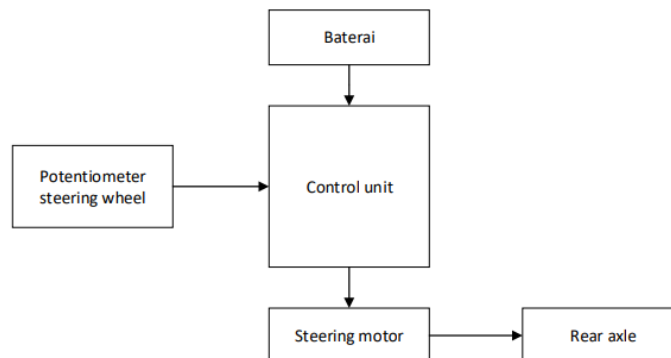 Baterai
Potentiometer
steering wheel
Control unit
Steering motor
Rear axle